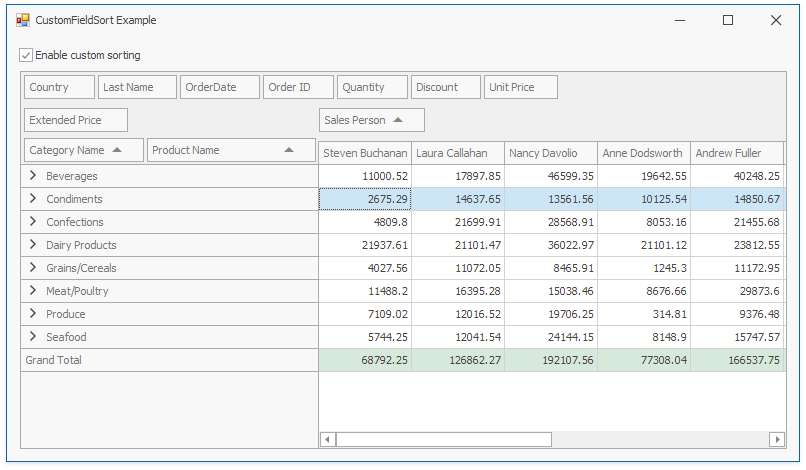 CustomFieldSort Example
Enable custom sorting
Country Last Name OrderDate Order ID Quantity Discount Unit Price
Extended Price Sales Person
Category Name Product Name Steven Buchanan Laura Callahan Nancy Davolio Anne Dodsworth Andrew Fuller
Beverages 11000.52 17897.85 46599.35 19642.55 40248.25
Condiments 2675.29 14637.65 13561.56 10125.54 14850.67
Confections 4809.8 21699.91 28568.91 8053.16 21455.68
Dairy Products 21937.61 21101.47 36022.97 21101.12 23812.55
Grains/Cereals 4027.56 11072.05 8465.91 1245.3 11172.95
Meat/Poultry 11488.2 16395.28 15038.46 8676.66 29873.6
Produce 7109.02 12016.52 19706.25 314.81 9376.48
Seafood 5744.25 12041.54 24144.15 8148.9 15747.57
Grand Total 68792.25 126862.27 192107.56 77308.04 166537.75